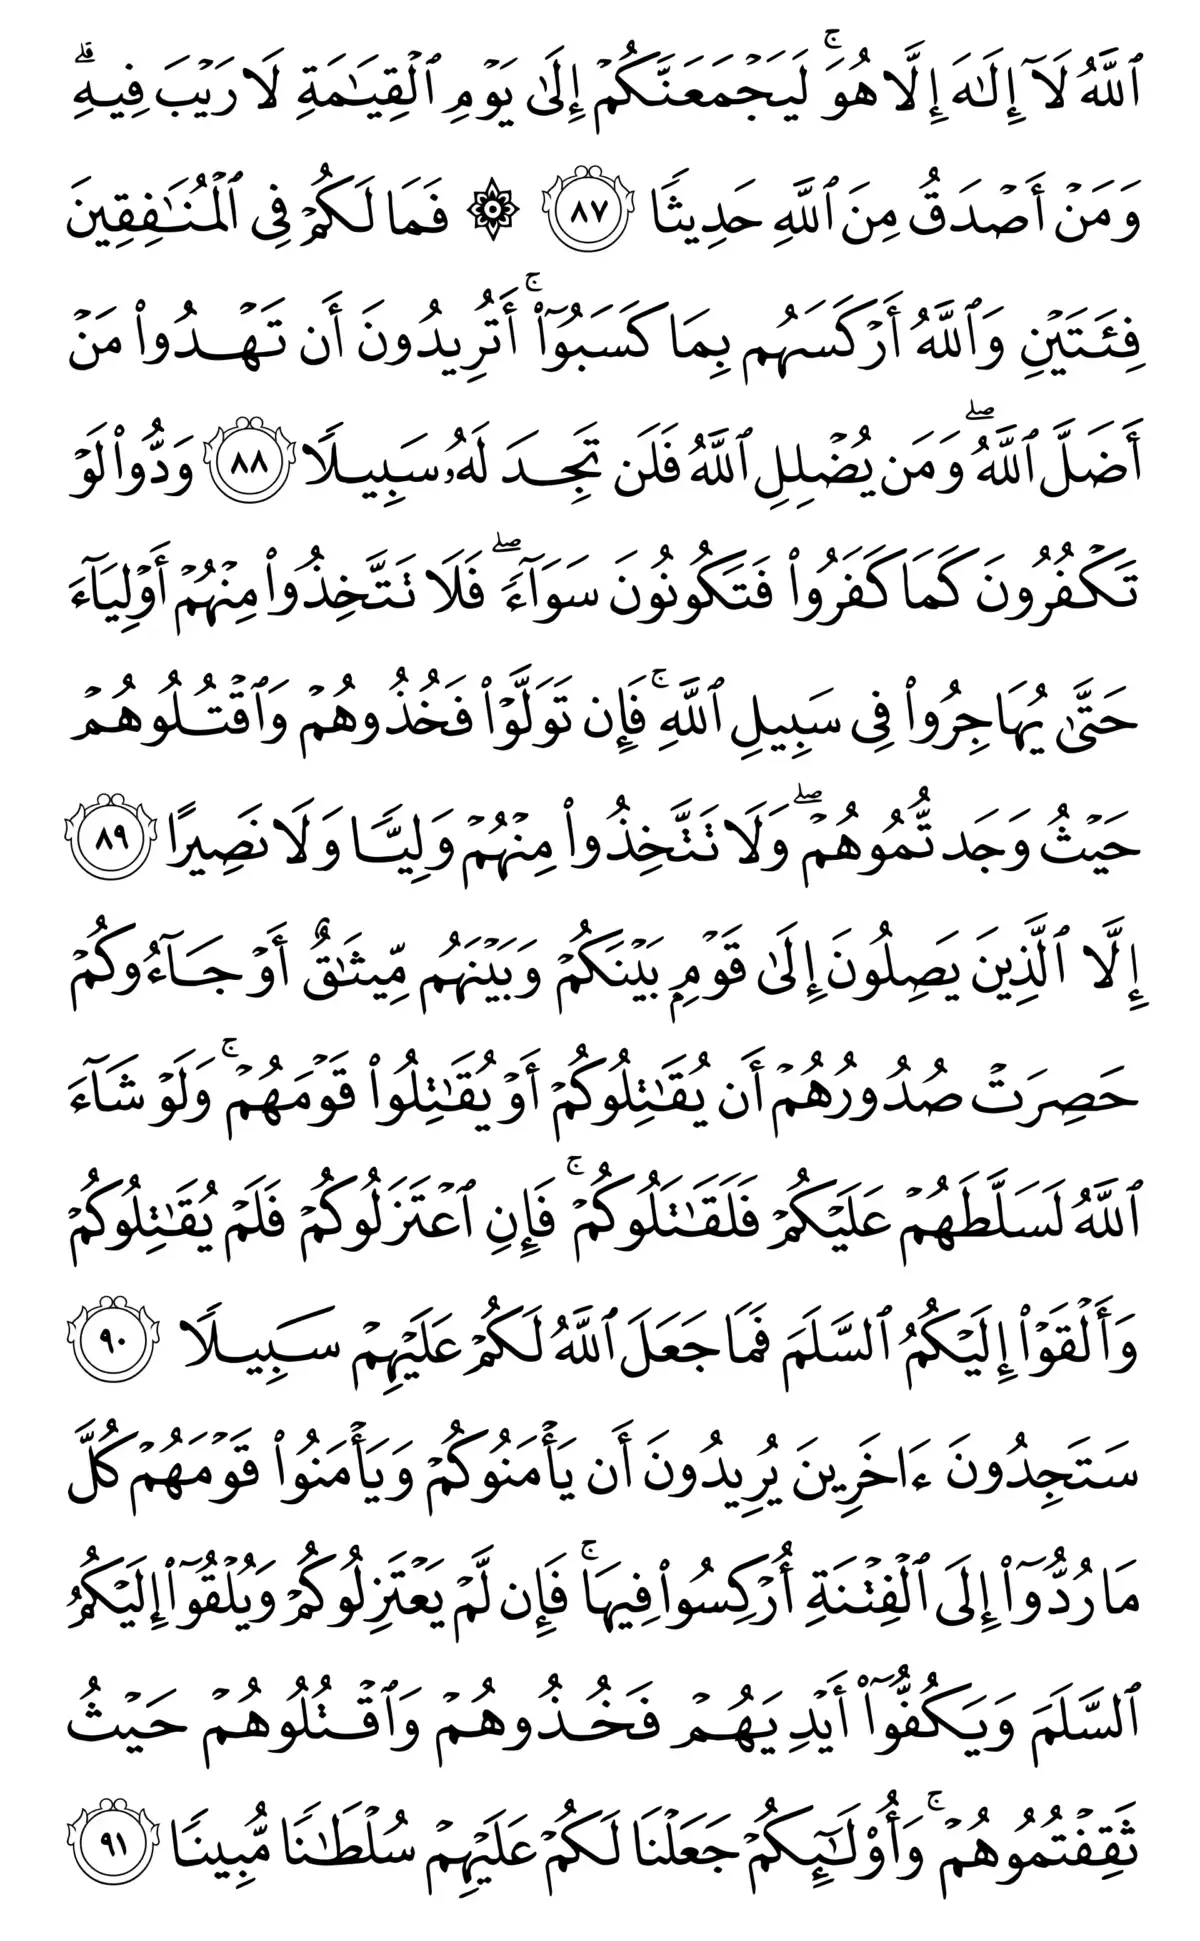 ٱللَّهُ لَآ إِلَٰهَ إِلَّا هُوَۚ لَيَجْمَعَنَّكُمْ إِلَىٰ يَوْمِ ٱلْقِيَٰمَةِ لَا رَيْبَ فِيهِۗ
وَمَنْ أَصْدَقُ مِنَ ٱللَّهِ حَدِيثًا ٨٧ ۞ فَمَا لَكُمْ فِى ٱلْمُنَٰفِقِينَ
فِئَتَيْنِ وَٱللَّهُ أَرْكَسَهُم بِمَا كَسَبُوٓا۟ۚ أَتُرِيدُونَ أَن تَهْدُوا۟ مَنْ
أَضَلَّ ٱللَّهُۖ وَمَن يُضْلِلِ ٱللَّهُ فَلَن تَجِدَ لَهُۥ سَبِيلًا ٨٨ وَدُّوا۟ لَوْ
تَكْفُرُونَ كَمَا كَفَرُوا۟ فَتَكُونُونَ سَوَآءًۖ فَلَا تَتَّخِذُوا۟ مِنْهُمْ أَوْلِيَآءَ
حَتَّىٰ يُهَاجِرُوا۟ فِى سَبِيلِ ٱللَّهِۚ فَإِن تَوَلَّوْا۟ فَخُذُوهُمْ وَٱقْتُلُوهُمْ
حَيْثُ وَجَدتُّمُوهُمْۖ وَلَا تَتَّخِذُوا۟ مِنْهُمْ وَلِيًّا وَلَا نَصِيرًا ٨٩
إِلَّا ٱلَّذِينَ يَصِلُونَ إِلَىٰ قَوْمٍۭ بَيْنَكُمْ وَبَيْنَهُم مِّيثَٰقٌ أَوْ جَآءُوكُمْ
حَصِرَتْ صُدُورُهُمْ أَن يُقَٰتِلُوكُمْ أَوْ يُقَٰتِلُوا۟ قَوْمَهُمْۚ وَلَوْ شَآءَ
ٱللَّهُ لَسَلَّطَهُمْ عَلَيْكُمْ فَلَقَٰتَلُوكُمْۚ فَإِنِ ٱعْتَزَلُوكُمْ فَلَمْ يُقَٰتِلُوكُمْ
وَأَلْقَوْا۟ إِلَيْكُمُ ٱلسَّلَمَ فَمَا جَعَلَ ٱللَّهُ لَكُمْ عَلَيْهِمْ سَبِيلًا ٩٠
سَتَجِدُونَ ءَاخَرِينَ يُرِيدُونَ أَن يَأْمَنُوكُمْ وَيَأْمَنُوا۟ قَوْمَهُمْ كُلَّ
مَا رُدُّوٓا۟ إِلَى ٱلْفِتْنَةِ أُرْكِسُوا۟ فِيهَاۚ فَإِن لَّمْ يَعْتَزِلُوكُمْ وَيُلْقُوٓا۟ إِلَيْكُمُ
ٱلسَّلَمَ وَيَكُفُّوٓا۟ أَيْدِيَهُمْ فَخُذُوهُمْ وَٱقْتُلُوهُمْ حَيْثُ
ثَقِفْتُمُوهُمْۚ وَأُو۟لَٰٓئِكُمْ جَعَلْنَا لَكُمْ عَلَيْهِمْ سُلْطَٰنًا مُّبِينًا ٩١